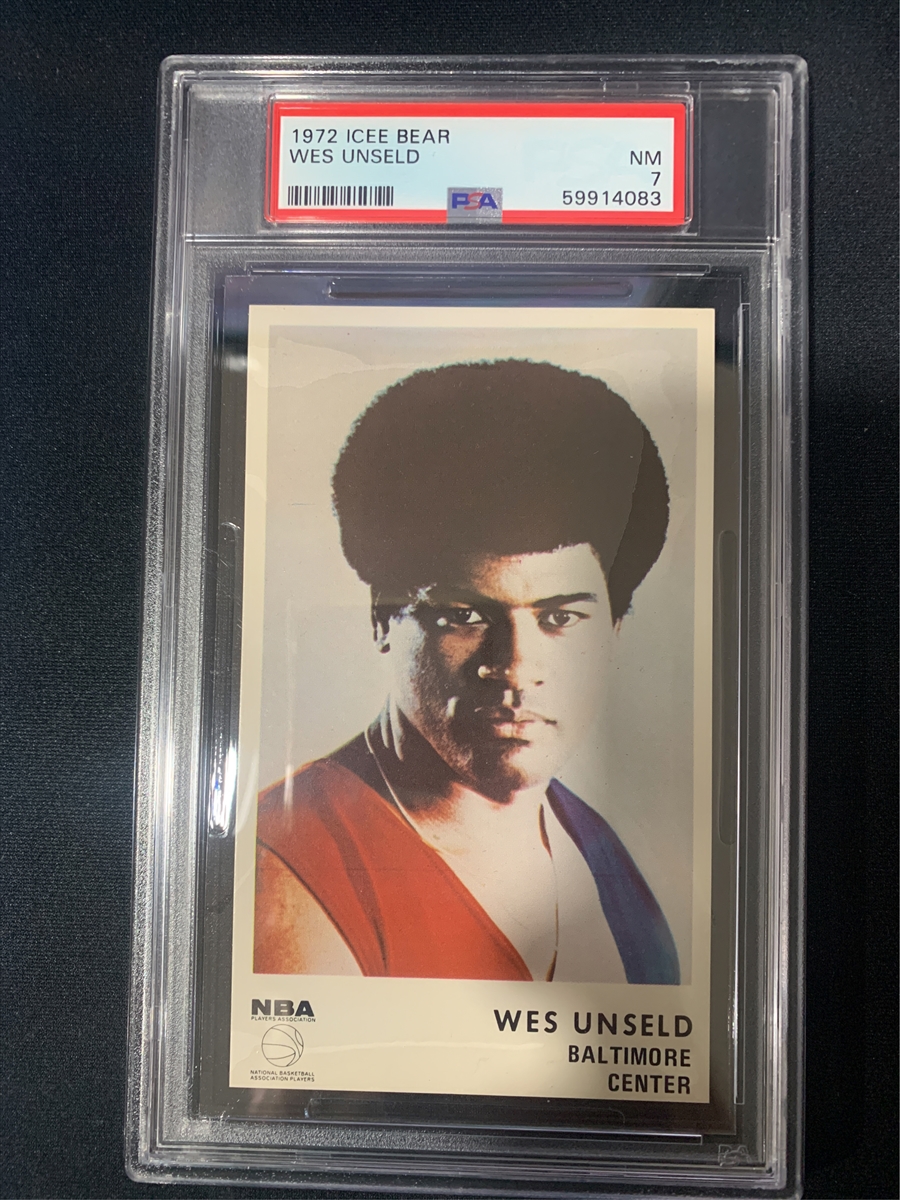 1972 ICEE BEAR
WES UNSELD
NM
7
PSA
59914083
NBA
PLAYERS ASSOCIATION
NATIONAL BASKETBALL
ASSOCIATION PLAYERS
WES UNSELD
BALTIMORE
CENTER
PSA